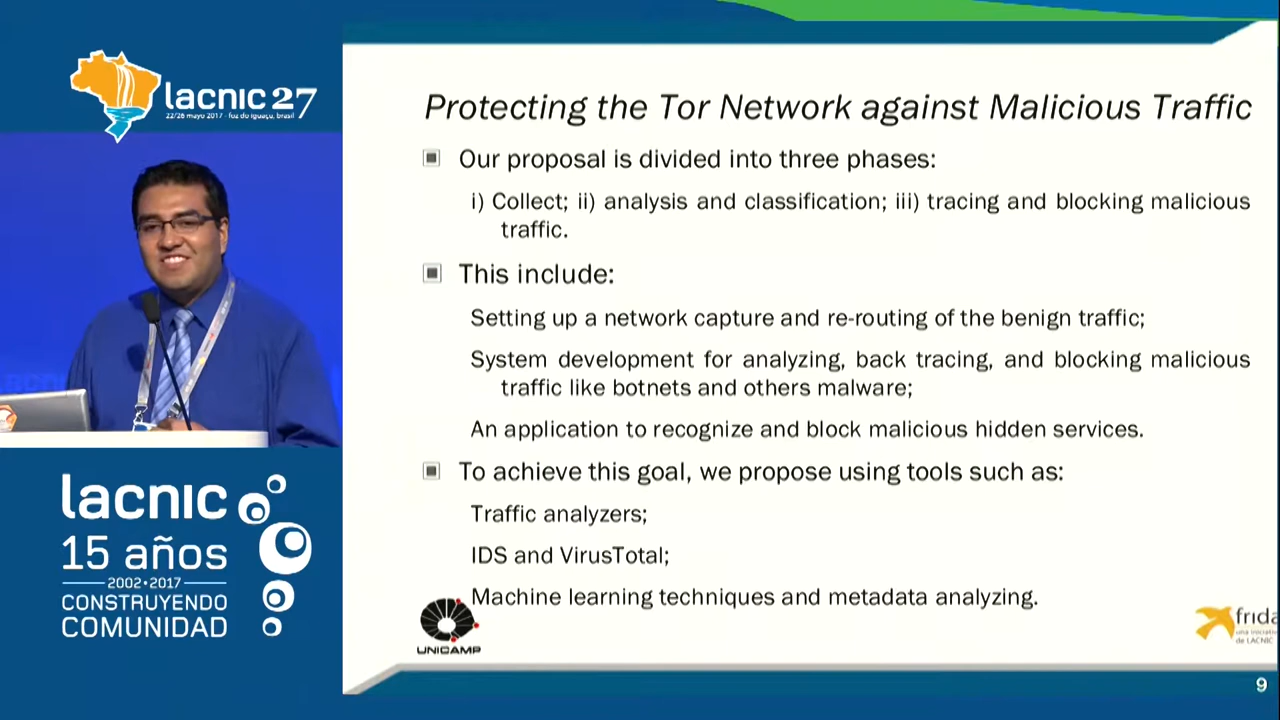 lacnic 27
22/26 mayo 2017 - foz do iguaçu, brasil
Protecting the Tor Network against Malicious Traffic
Our proposal is divided into three phases:
i) Collect; ii) analysis and classification; iii) tracing and blocking malicious
traffic.
This include:
Setting up a network capture and re-routing of the benign traffic;
System development for analyzing, back tracing, and blocking malicious
traffic like botnets and others malware;
An application to recognize and block malicious hidden services.
To achieve this goal, we propose using tools such as:
Traffic analyzers;
IDS and VirusTotal;
Machine learning techniques and metadata analyzing.
UNICAMP
frida
una iniciati
de LACNIC
9
lacnic
15 años
2002•2017
CONSTRUYENDO
COMUNIDAD